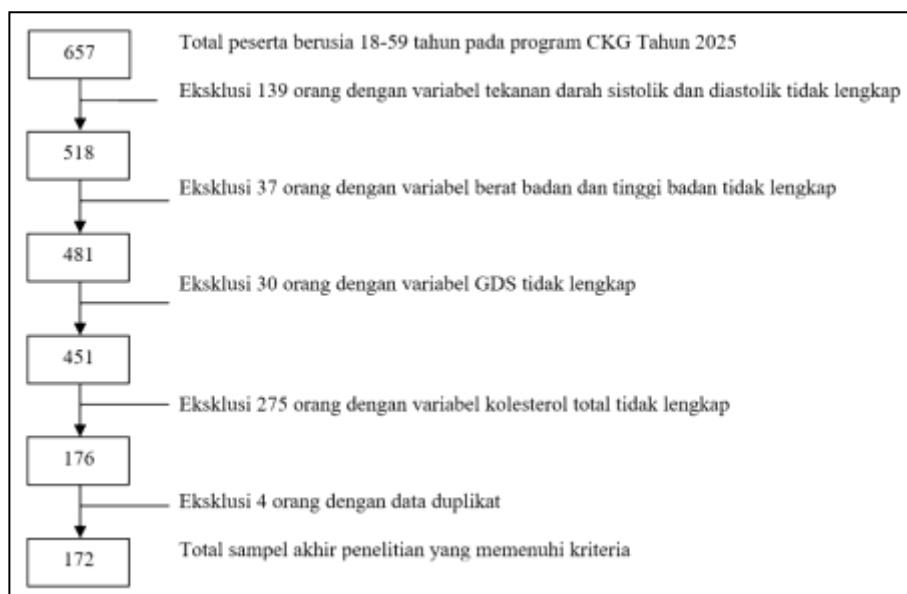 657
Total peserta berusia 18-59 tahun pada program CKG Tahun 2025
Eksklusi 139 orang dengan variabel tekanan darah sistolik dan diastolik tidak lengkap
518
Eksklusi 37 orang dengan variabel berat badan dan tinggi badan tidak lengkap
481
Eksklusi 30 orang dengan variabel GDS tidak lengkap
451
Eksklusi 275 orang dengan variabel kolesterol total tidak lengkap
176
Eksklusi 4 orang dengan data duplikat
172
Total sampel akhir penelitian yang memenuhi kriteria